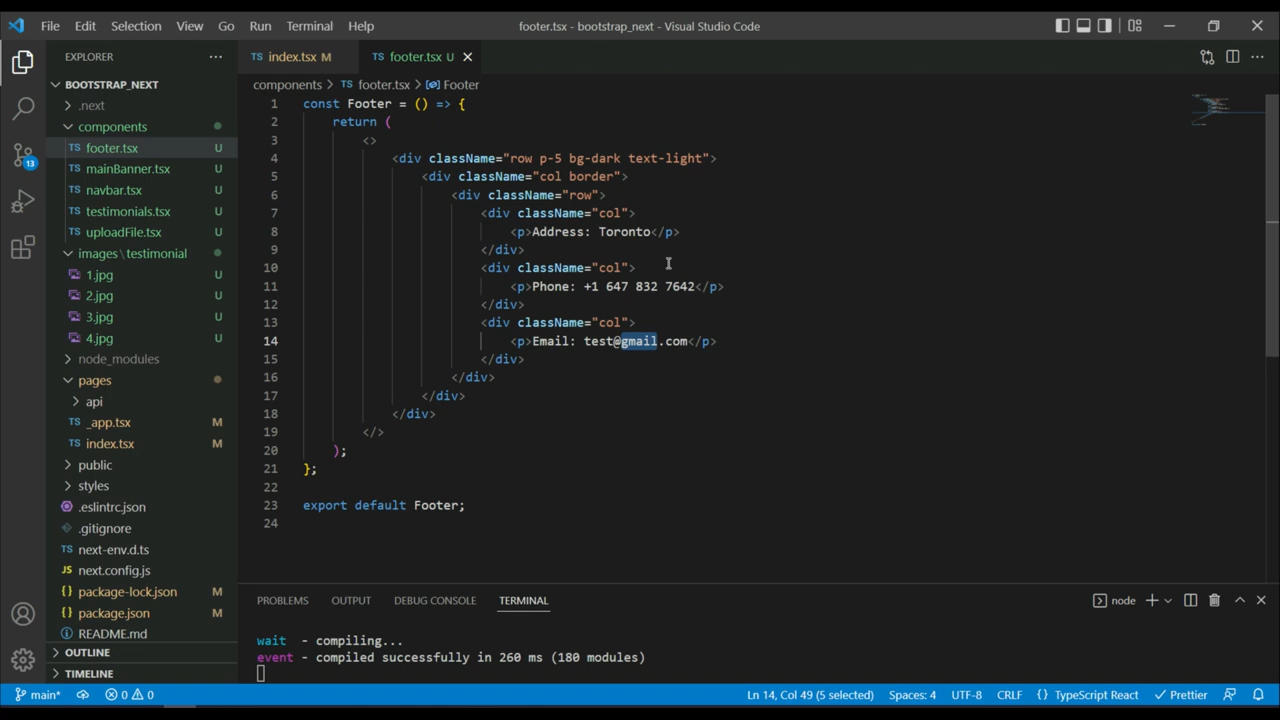 File Edit Selection View Go Run Terminal Help footer.tsx - bootstrap_next - Visual Studio Code
EXPLORER ···
TS index.tsx M TS footer.tsx U
BOOTSTRAP_NEXT
components > TS footer.tsx > Footer
.next
components
footer.tsx U
mainBanner.tsx U
navbar.tsx U
testimonials.tsx U
uploadFile.tsx U
images\testimonial
1.jpg U
2.jpg U
3.jpg U
4.jpg U
node_modules
pages
api
_app.tsx M
index.tsx M
public
styles
.eslintrc.json
.gitignore
next-env.d.ts
next.config.js
package-lock.json M
package.json M
README.md
OUTLINE
TIMELINE
1 const Footer = () => {
2 return (
3 <>
4 <div className="row p-5 bg-dark text-light">
5 <div className="col border">
6 <div className="row">
7 <div className="col">
8 <p>Address: Toronto</p>
9 </div>
10 <div className="col">
11 <p>Phone: +1 647 832 7642</p>
12 </div>
13 <div className="col">
14 <p>Email: test@gmail.com</p>
15 </div>
16 </div>
17 </div>
18 </div>
19 </>
20 );
21 };
22
23 export default Footer;
24
PROBLEMS OUTPUT DEBUG CONSOLE TERMINAL node
wait - compiling...
event - compiled successfully in 260 ms (180 modules)
13
main* 0 0 Ln 14, Col 49 (5 selected) Spaces: 4 UTF-8 CRLF {} TypeScript React Prettier